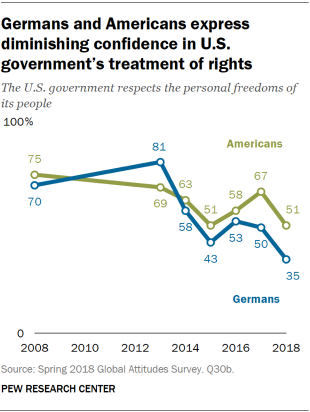 Germans and Americans express
diminishing confidence in U.S.
government's treatment of rights
The U.S. government respects the personal freedoms of
its people
100%
81
Americans
75
63
67
58
51
51
70
69
58
53
50
43
35
Germans
0
2008 2010 2012 2014 2016 2018
Source: Spring 2018 Global Attitudes Survey. Q30b.
PEW RESEARCH CENTER